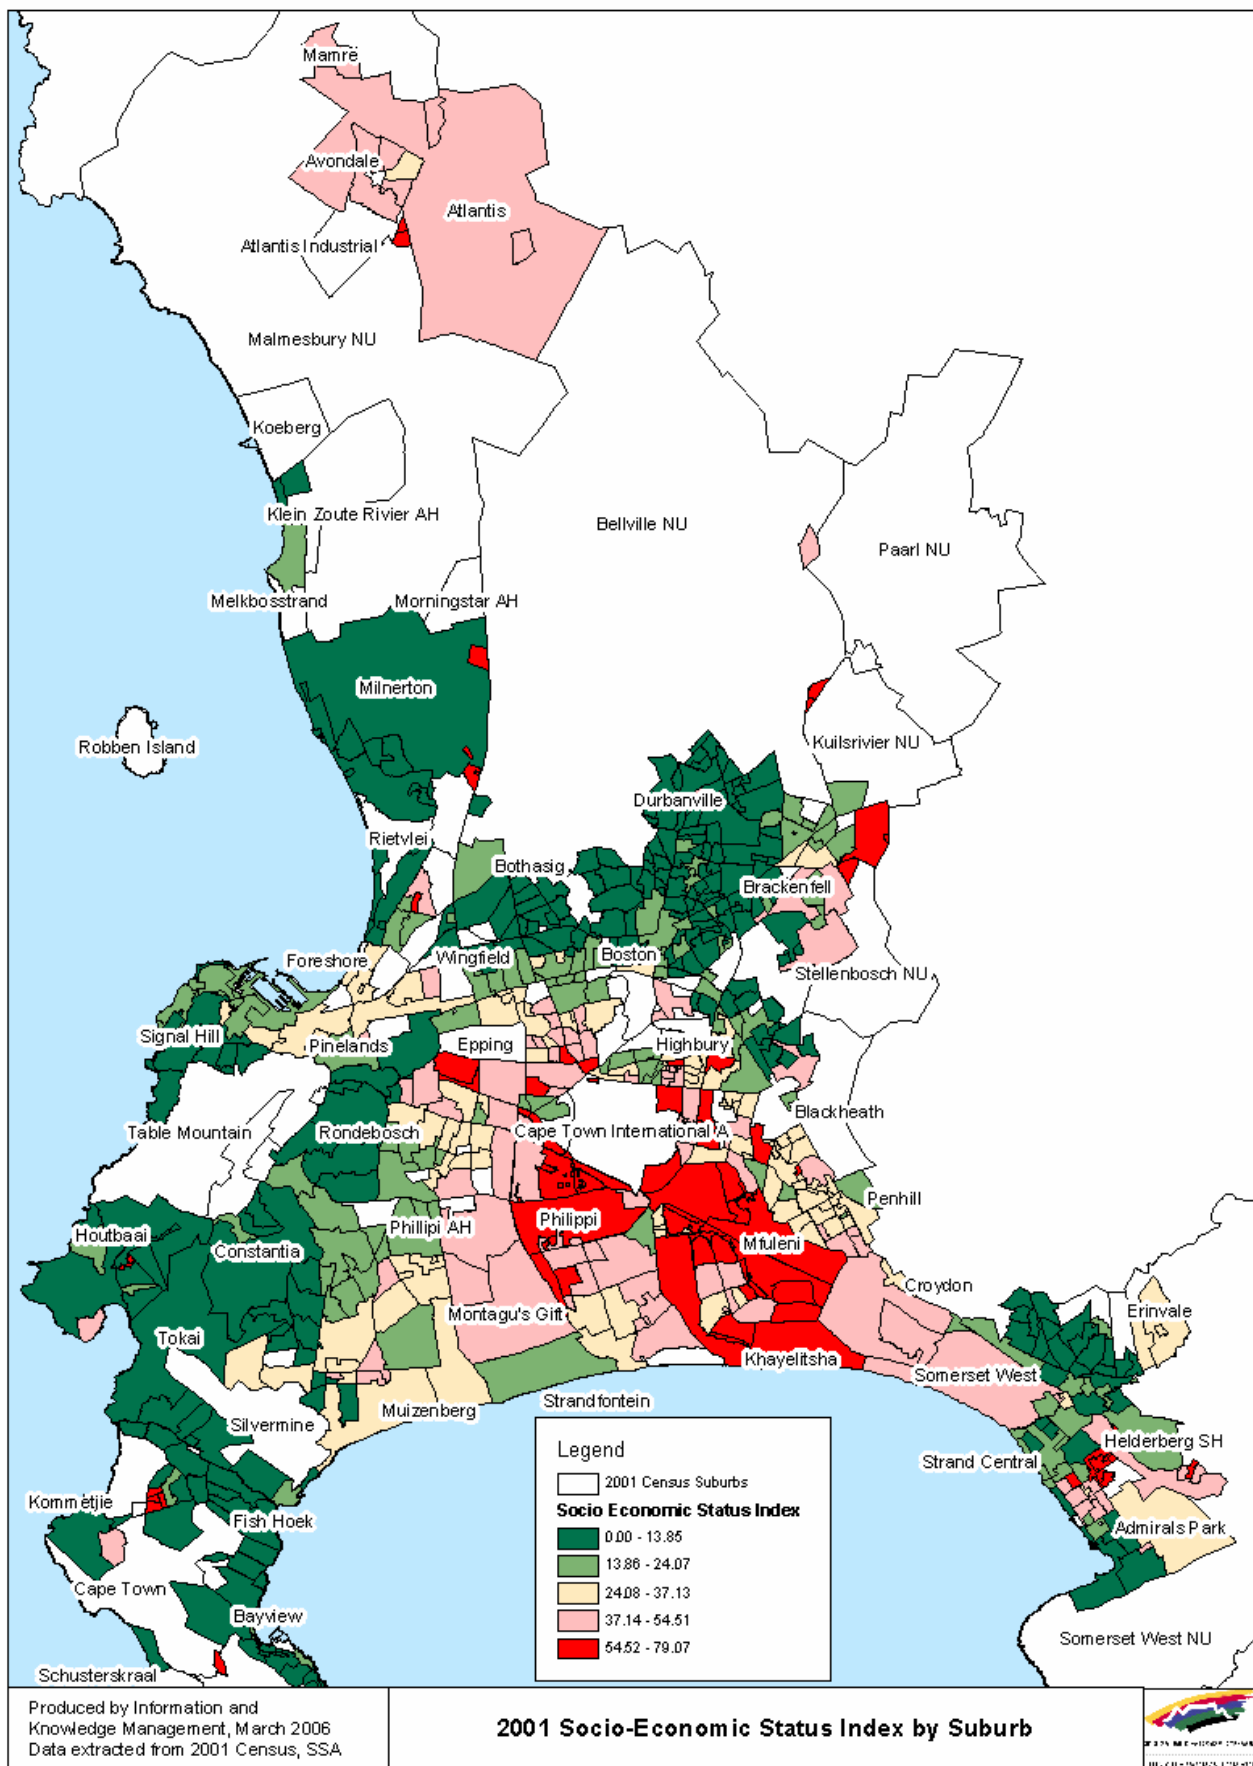 Mamre
Avondale
Atlantis
Atlantis Industrial
Malmesbury NU
Koeberg
Klein Zoute Rivier AH
Bellville NU
Paarl NU
Melkbosstrand
Morningstar AH
Milnerton
Robben Island
Kuilsrivier NU
Durbanville
Rietvlei
Bothasig
Brackenfell
Foreshore
Wingfield
Boston
Stellenbosch NU
Signal Hill
Pinelands
Epping
Highbury
Blackheath
Table Mountain
Rondebosch
Cape Town International A
Penhill
Houtbaai
Constantia
Phillipi AH
Philippi
Mfuleni
Croydon
Erinvale
Tokai
Montagu's Gift
Khayelitsha
Somerset West
Silvermine
Muizenberg
Strandfontein
Helderberg SH
Strand Central
Kommetjie
Fish Hoek
Admirals Park
Cape Town
Bayview
Somerset West NU
Schusterskraal
Legend
2001 Census Suburbs
Socio Economic Status Index
0.00 - 13.85
13.86 - 24.07
24.08 - 37.13
37.14 - 54.51
54.52 - 79.07
Produced by Information and
Knowledge Management, March 2006
Data extracted from 2001 Census, SSA
2001 Socio-Economic Status Index by Suburb